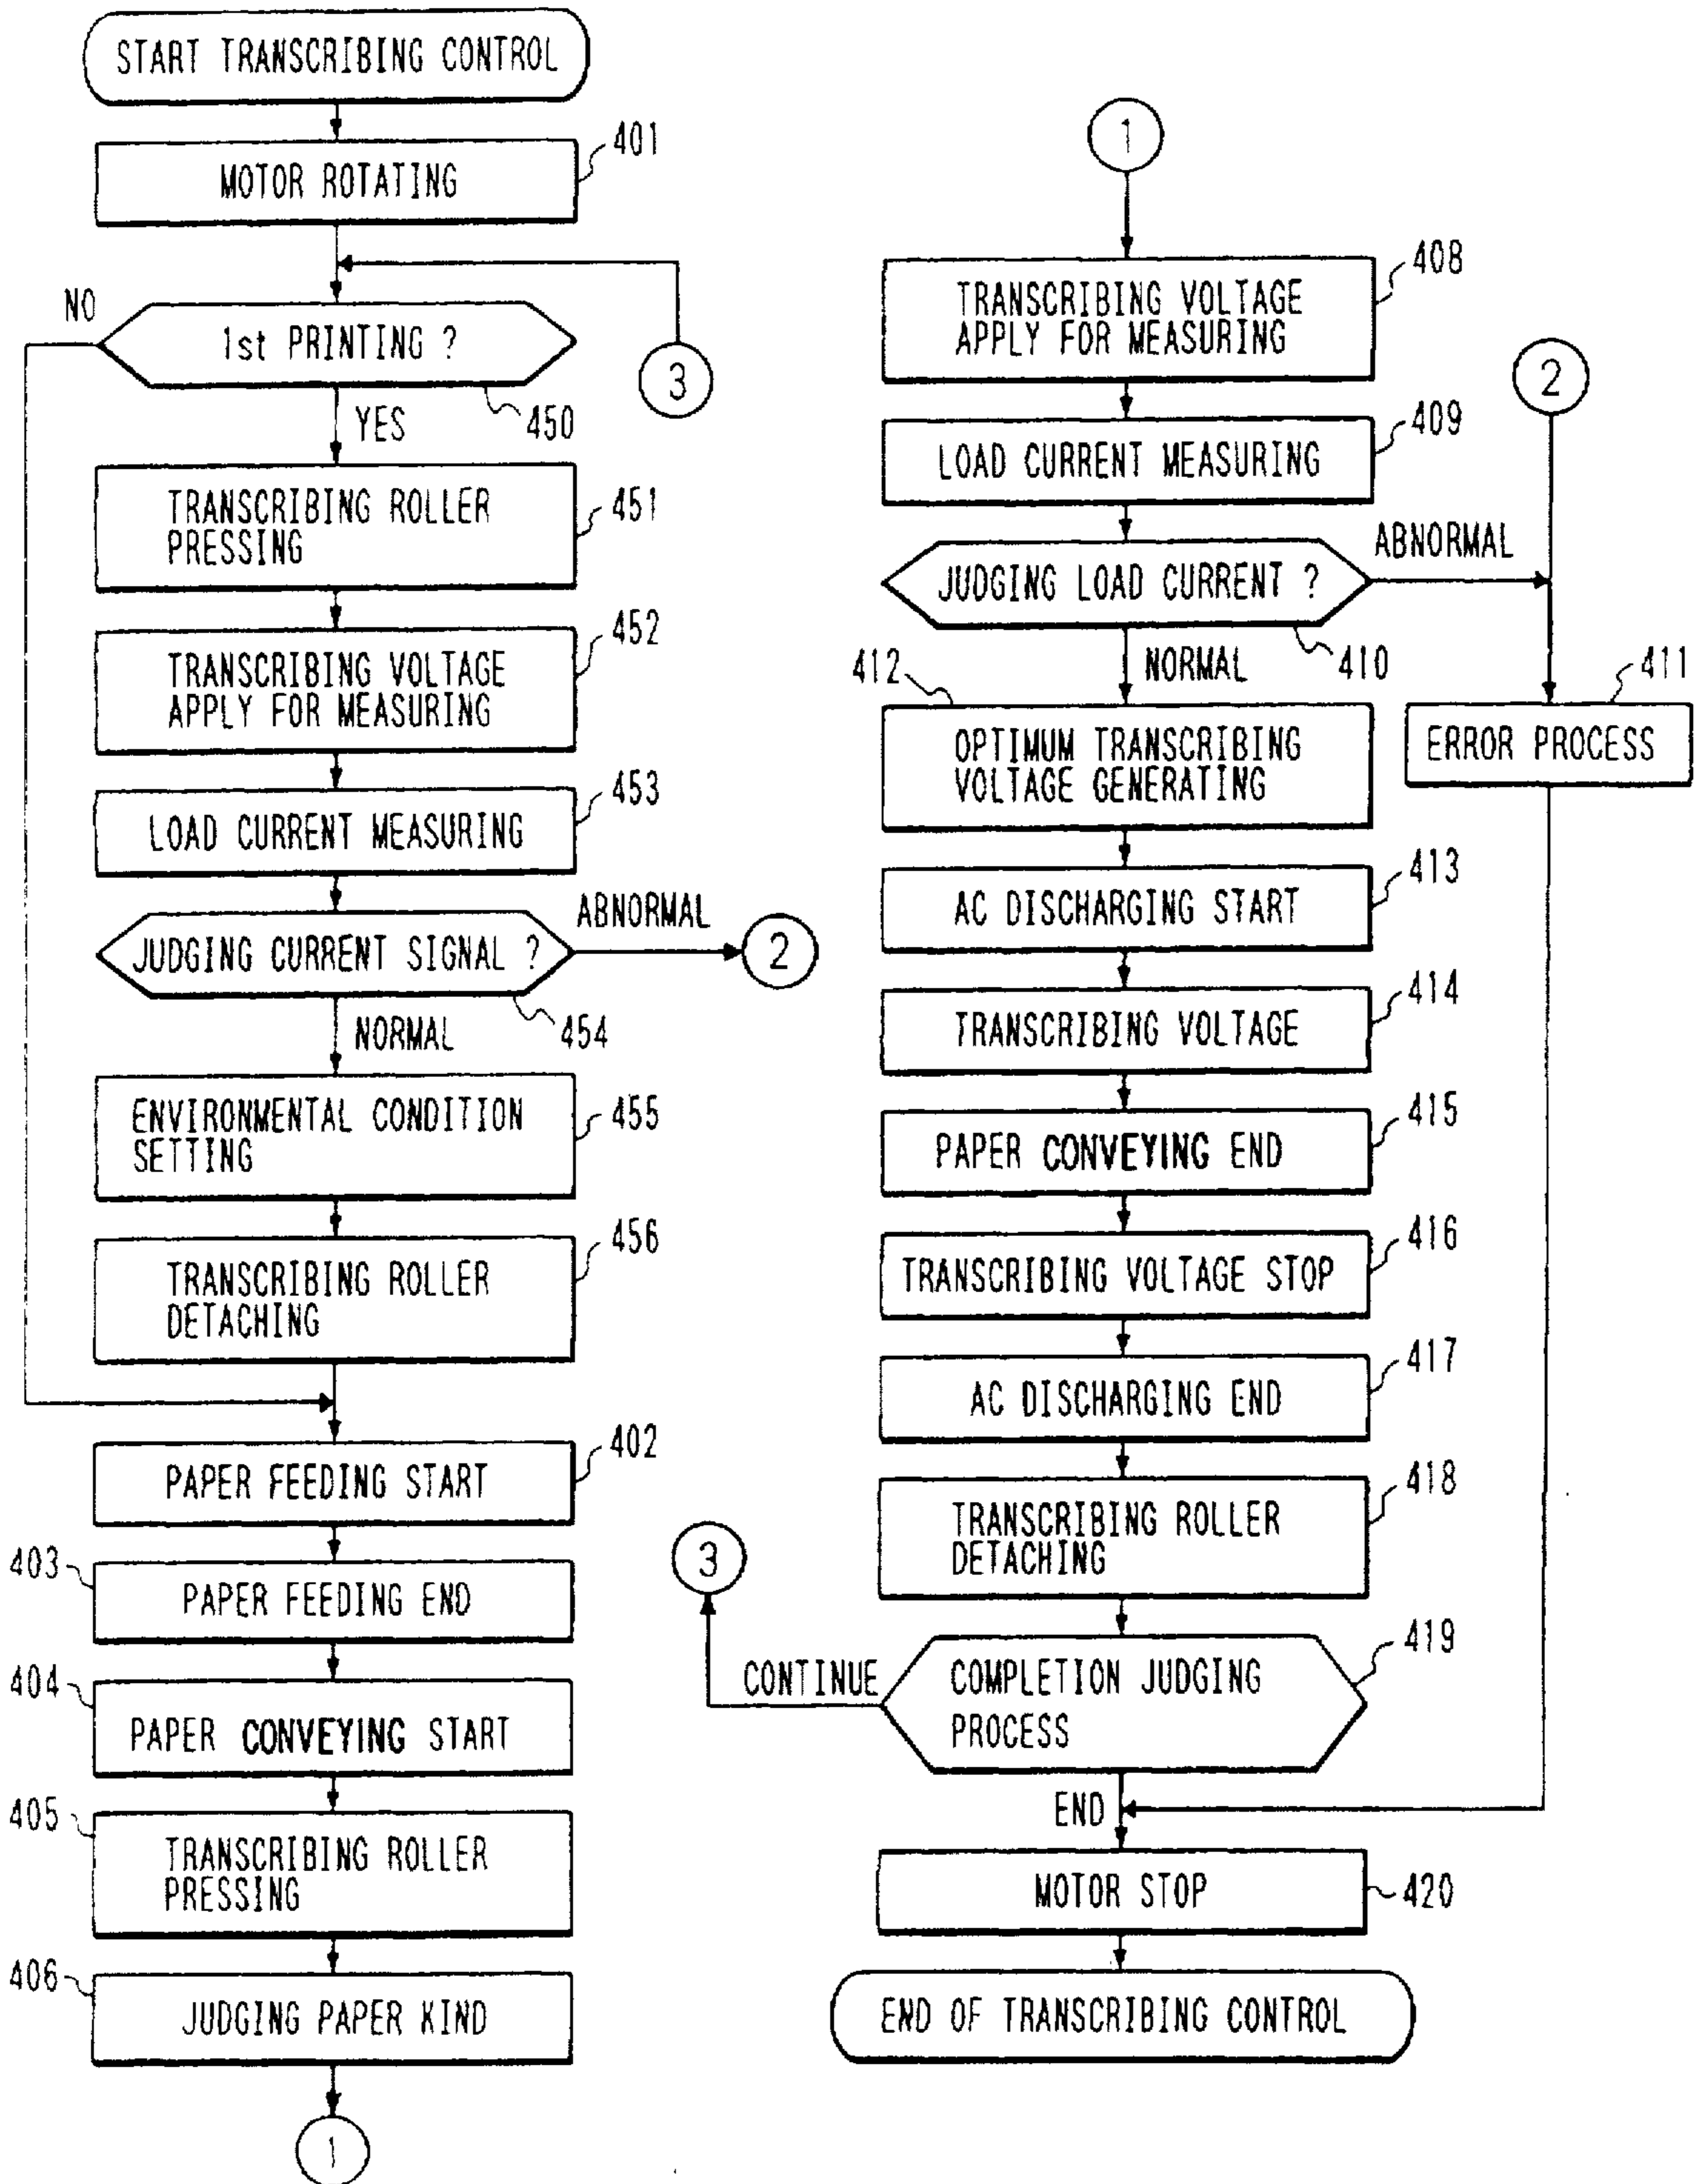 START TRANSCRIBING CONTROL
401
MOTOR ROTATING
NO
1st PRINTING ?
3
450
YES
TRANSCRIBING ROLLER
PRESSING
451
452
TRANSCRIBING VOLTAGE
APPLY FOR MEASURING
453
LOAD CURRENT MEASURING
ABNORMAL
JUDGING CURRENT SIGNAL ?
2
454
NORMAL
ENVIRONMENTAL CONDITION
SETTING
455
456
TRANSCRIBING ROLLER
DETACHING
402
PAPER FEEDING START
403
PAPER FEEDING END
404
PAPER CONVEYING START
405
TRANSCRIBING ROLLER
PRESSING
406
JUDGING PAPER KIND
1
1
408
TRANSCRIBING VOLTAGE
APPLY FOR MEASURING
2
409
LOAD CURRENT MEASURING
ABNORMAL
JUDGING LOAD CURRENT ?
410
NORMAL
412
411
OPTIMUM TRANSCRIBING
VOLTAGE GENERATING
ERROR PROCESS
413
AC DISCHARGING START
414
TRANSCRIBING VOLTAGE
415
PAPER CONVEYING END
416
TRANSCRIBING VOLTAGE STOP
417
AC DISCHARGING END
418
TRANSCRIBING ROLLER
DETACHING
3
419
CONTINUE
COMPLETION JUDGING
PROCESS
END
MOTOR STOP
420
END OF TRANSCRIBING CONTROL